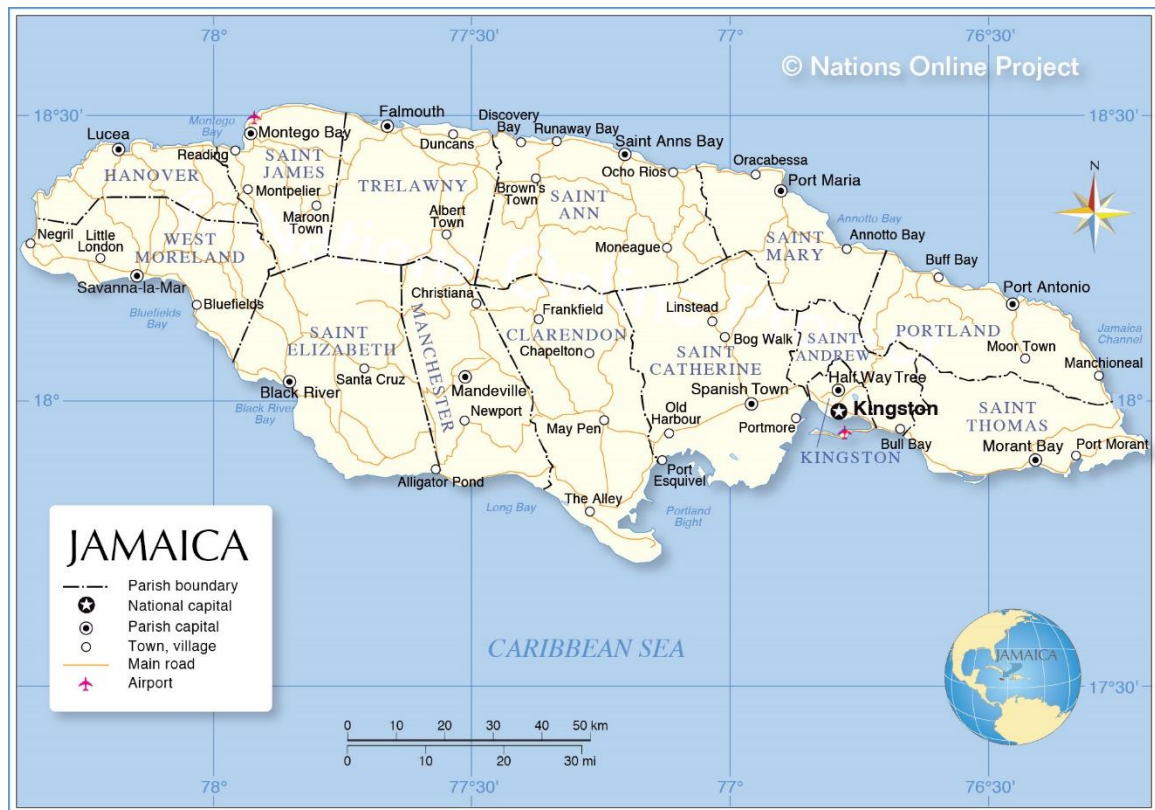 78°
77°30'
77°
76°30'
© Nations Online Project
18°30'
18°30'
Montego
Bay
Lucea
Montego Bay
Falmouth
Discovery
Bay
Runaway Bay
Saint Anns Bay
Reading
SAINT
JAMES
Duncans
Oracabessa
HANOVER
Montpelier
TRELAWNY
Brown's
Town
Ocho Rios
Port Maria
Maroon
Town
Albert
Town
SAINT
ANN
N
Negril
Little
London
WEST
MORELAND
Moneague
SAINT
MARY
Annotto Bay
Annotto Bay
Savanna-la-Mar
Buff Bay
Bluefields
Bluefields
Bay
Christiana
Frankfield
Linstead
Port Antonio
SAINT
ELIZABETH
MANCHESTER
CLARENDON
Chapelton
Bog Walk
SAINT
ANDREW
PORTLAND
Jamaica
Channel
Moor Town
SAINT
CATHERINE
Manchioneal
Santa Cruz
Black River
Black River
Bay
Mandeville
Spanish Town
Half Way Tree
18°
18°
Newport
Kingston
May Pen
Old
Harbour
Portmore
SAINT
THOMAS
Bull Bay
KINGSTON
Morant Bay
Port Morant
Alligator Pond
Port
Esquivel
Long Bay
The Alley
Portland
Bight
Nations Online Project
JAMAICA
Parish boundary
National capital
Parish capital
Town, village
Main road
Airport
CARIBBEAN SEA
JAMAICA
17°30'
0 10 20 30 40 50 km
0 10 20 30 mi
78°
77°30'
77°
76°30'